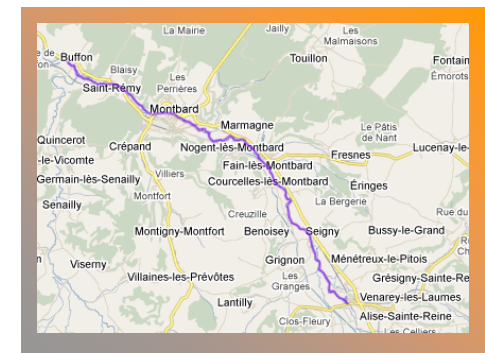 La Mairie
Jailly
Les
Malmaisons
Buffon
Touillon
Fontain
Blaisy
Les
Perrières
Émorots
Saint-Rémy
Montbard
Marmagne
Le Pâtis
de Nant
Quincerot
Crépand
Nogent-lès-Montbard
Lucenay-le-
Fresnes
-le-Vicomte
Fain-lès-Montbard
Germain-lès-Senailly
Villiers
Courcelles-lès-Montbard
Éringes
Montfort
La Bergerie
Senailly
Creuzille
Rue du
Montigny-Montfort
Benoisey
Seigny
Bussy-le-Grand
Viserny
Grignon
Ménétreux-le-Pitois
Villaines-les-Prévôtes
Les
Granges
Grésigny-Sainte-Re
Lantilly
Venarey-les-Laumes
Clos-Fleury
Alise-Sainte-Reine
Les Celliers